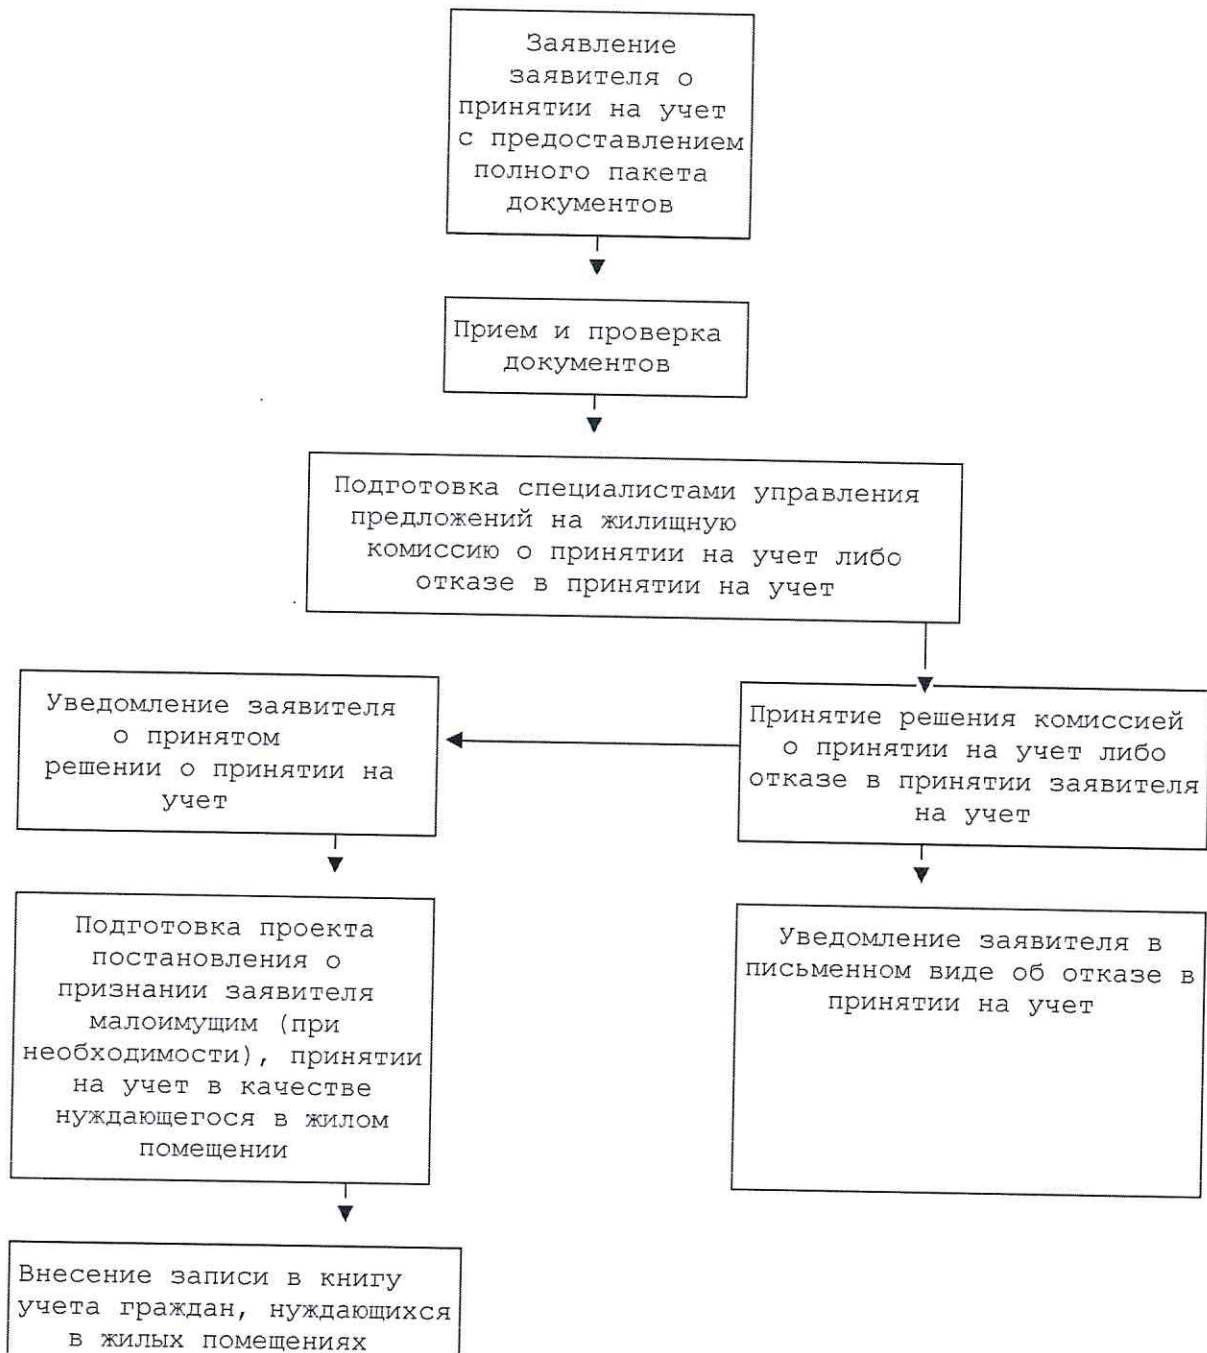 Заявление
заявителя о
принятии на учет
с предоставлением
полного пакета
документов
Прием и проверка
документов
Подготовка специалистами управления
предложений на жилищную
комиссию о принятии на учет либо
отказе в принятии на учет
Уведомление заявителя
о принятом
решении о принятии на
учет
Принятие решения комиссией
о принятии на учет либо
отказе в принятии заявителя
на учет
Подготовка проекта
постановления о
признании заявителя
малоимущим (при
необходимости), принятии
на учет в качестве
нуждающегося в жилом
помещении
Уведомление заявителя в
письменном виде об отказе в
принятии на учет
Внесение записи в книгу
учета граждан, нуждающихся
в жилых помещениях